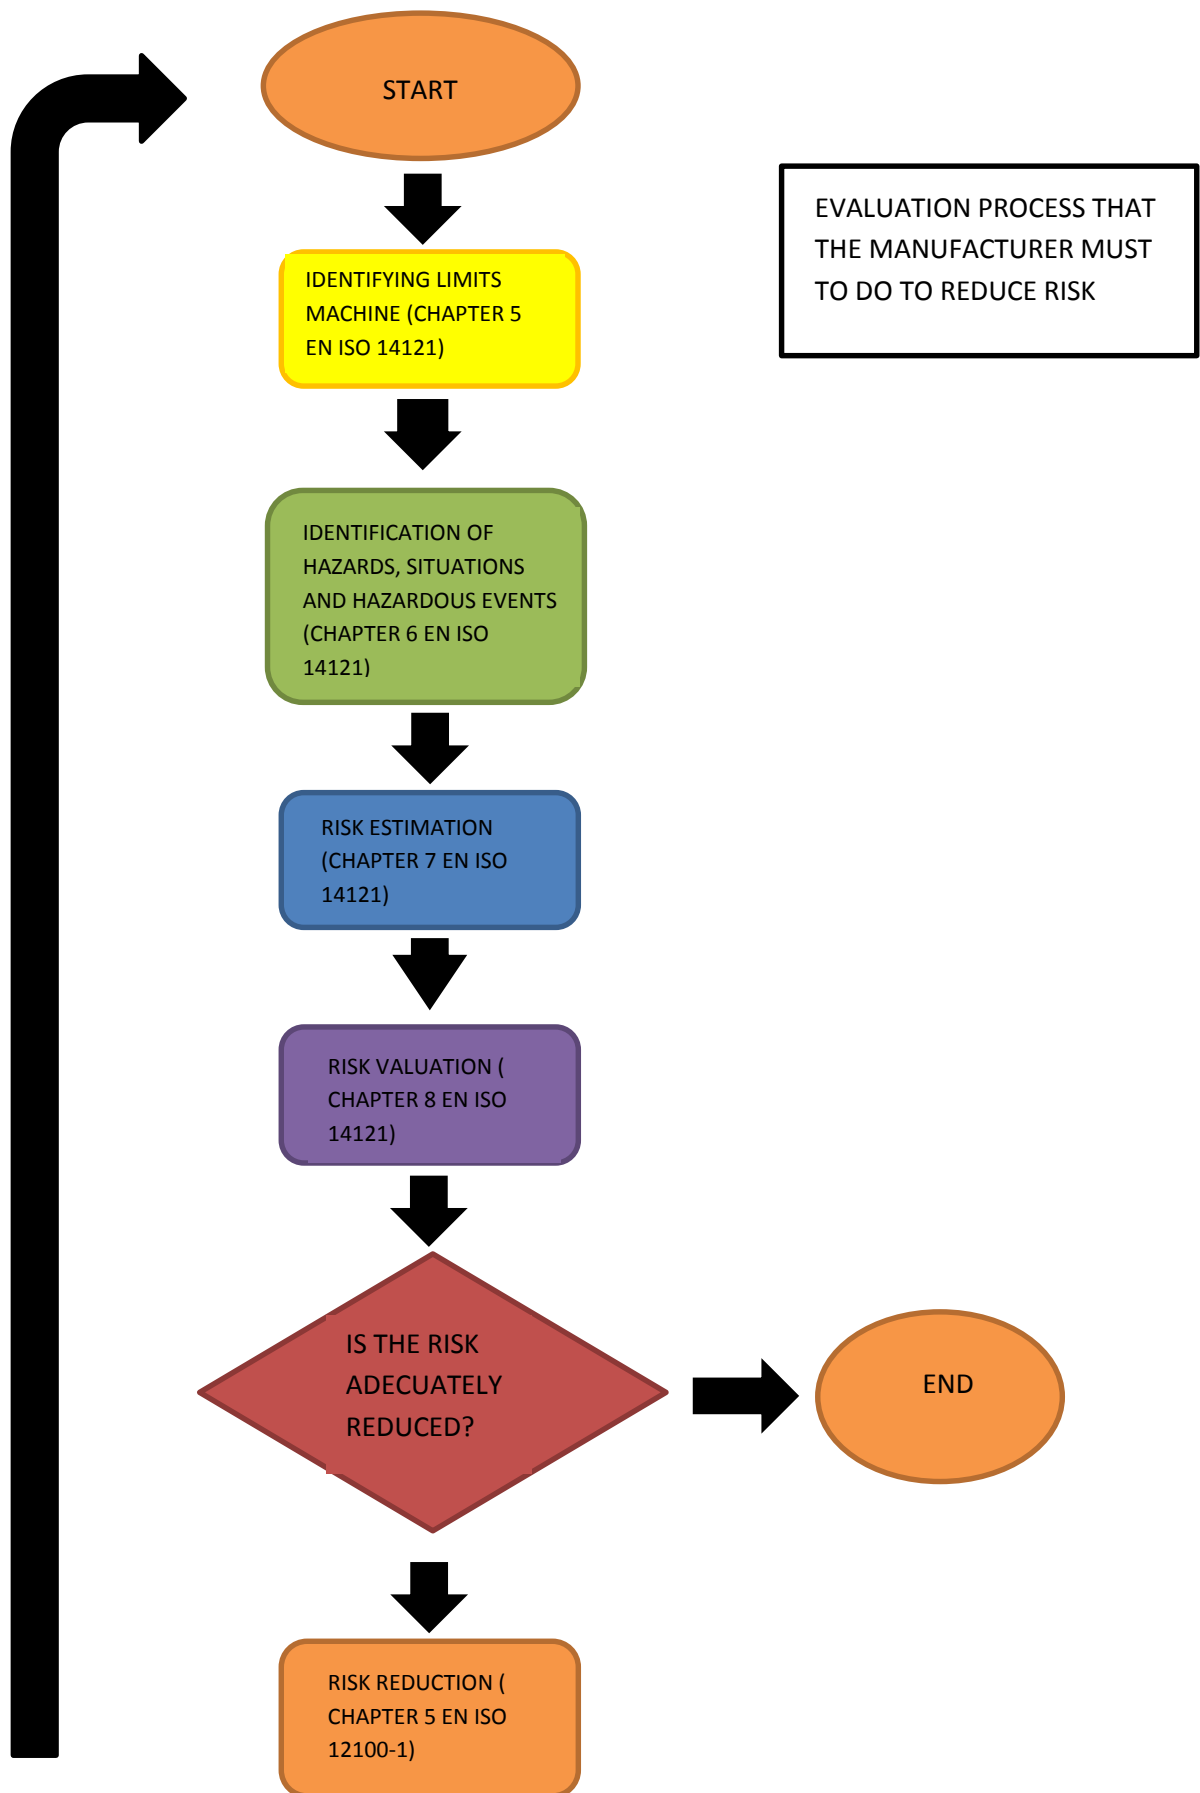 START
EVALUATION PROCESS THAT
THE MANUFACTURER MUST
TO DO TO REDUCE RISK
IDENTIFYING LIMITS
MACHINE (CHAPTER 5
EN ISO 14121)
IDENTIFICATION OF
HAZARDS, SITUATIONS
AND HAZARDOUS EVENTS
(CHAPTER 6 EN ISO
14121)
RISK ESTIMATION
(CHAPTER 7 EN ISO
14121)
RISK VALUATION (
CHAPTER 8 EN ISO
14121)
IS THE RISK
ADECUATELY
REDUCED?
END
RISK REDUCTION (
CHAPTER 5 EN ISO
12100-1)